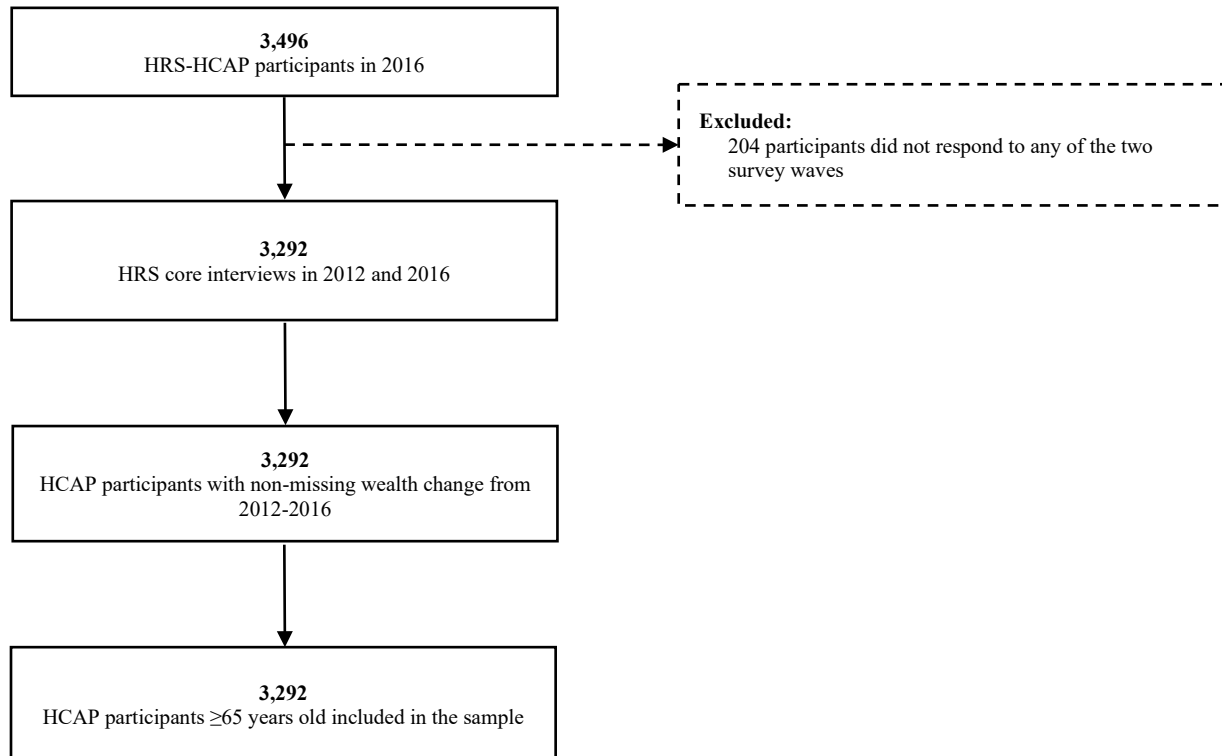 3,496
HRS-HCAP participants in 2016
Excluded:
204 participants did not respond to any of the two
survey waves
3,292
HRS core interviews in 2012 and 2016
3,292
HCAP participants with non-missing wealth change from
2012-2016
3,292
HCAP participants ≥65 years old included in the sample